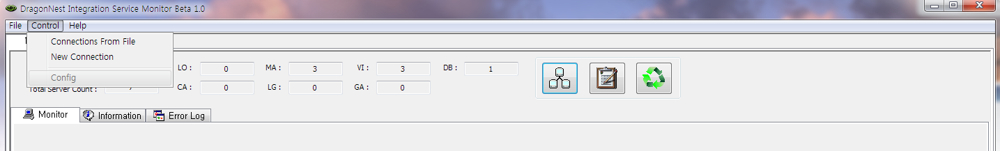 DragonNest Integration Service Monitor Beta 1.0
File Control Help
Connections From File
New Connection
Config
LO : 0 MA : 3 VI : 3 DB : 1
Total Server Count : 7 CA : 0 LG : 0 GA : 0
Monitor Information Error Log